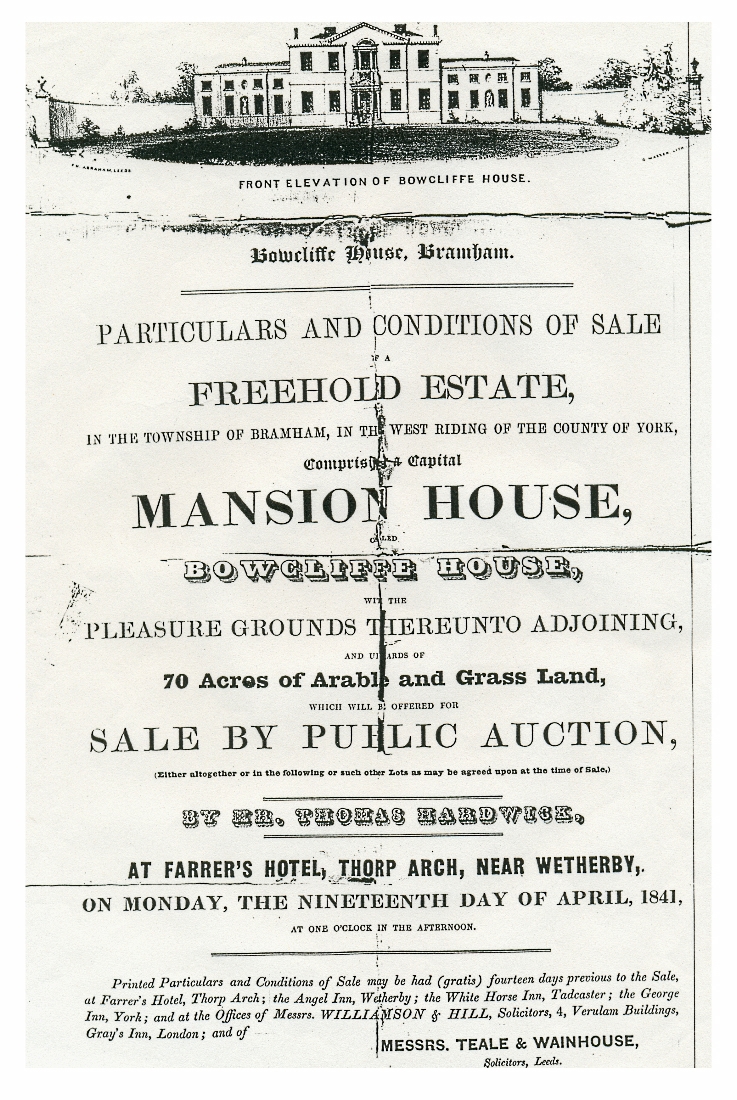 FRONT ELEVATION OF BOWCLIFFE HOUSE.
Bowcliffe House, Bramham.
PARTICULARS AND CONDITIONS OF SALE
OF A
FREEHOLD ESTATE,
IN THE TOWNSHIP OF BRAMHAM, IN THE WEST RIDING OF THE COUNTY OF YORK,
Comprising a Capital
MANSION HOUSE,
CALLED
BOWCLIFFE HOUSE,
WITH THE
PLEASURE GROUNDS THEREUNTO ADJOINING,
AND UPWARDS OF
70 Acres of Arable and Grass Land,
WHICH WILL BE OFFERED FOR
SALE BY PUBLIC AUCTION,
(Either altogether or in the following or such other Lots as may be agreed upon at the time of Sale,)
BY MR. THOMAS HARDWICK,
AT FARRER'S HOTEL, THORP ARCH, NEAR WETHERBY,.
ON MONDAY, THE NINETEENTH DAY OF APRIL, 1841,
AT ONE O'CLOCK IN THE AFTERNOON.
Printed Particulars and Conditions of Sale may be had (gratis) fourteen days previous to the Sale,
at Farrer's Hotel, Thorp Arch; the Angel Inn, Wetherby; the White Horse Inn, Tadcaster; the George
Inn, York; and at the Offices of Messrs. WILLIAMSON & HILL, Solicitors, 4, Verulam Buildings,
Gray's Inn, London; and of
MESSRS. TEALE & WAINHOUSE,
Solicitors, Leeds.